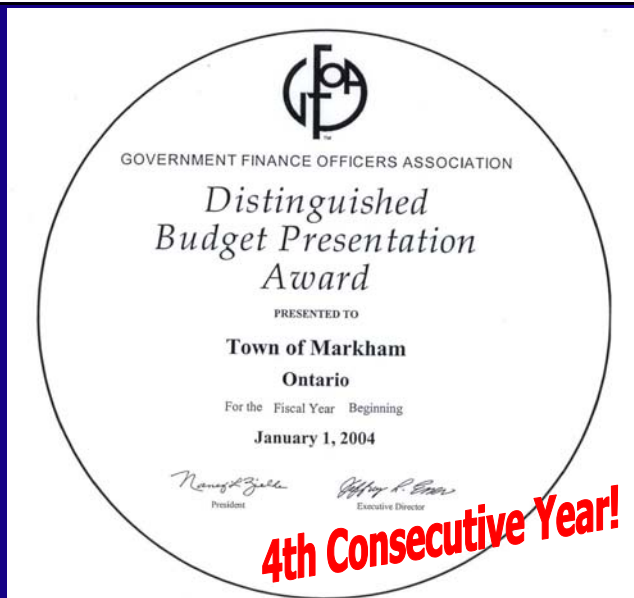 GFOA
TM
GOVERNMENT FINANCE OFFICERS ASSOCIATION
Distinguished
Budget Presentation
Award
PRESENTED TO
Town of Markham
Ontario
For the Fiscal Year Beginning
January 1, 2004
President
Executive Director
4th Consecutive Year!